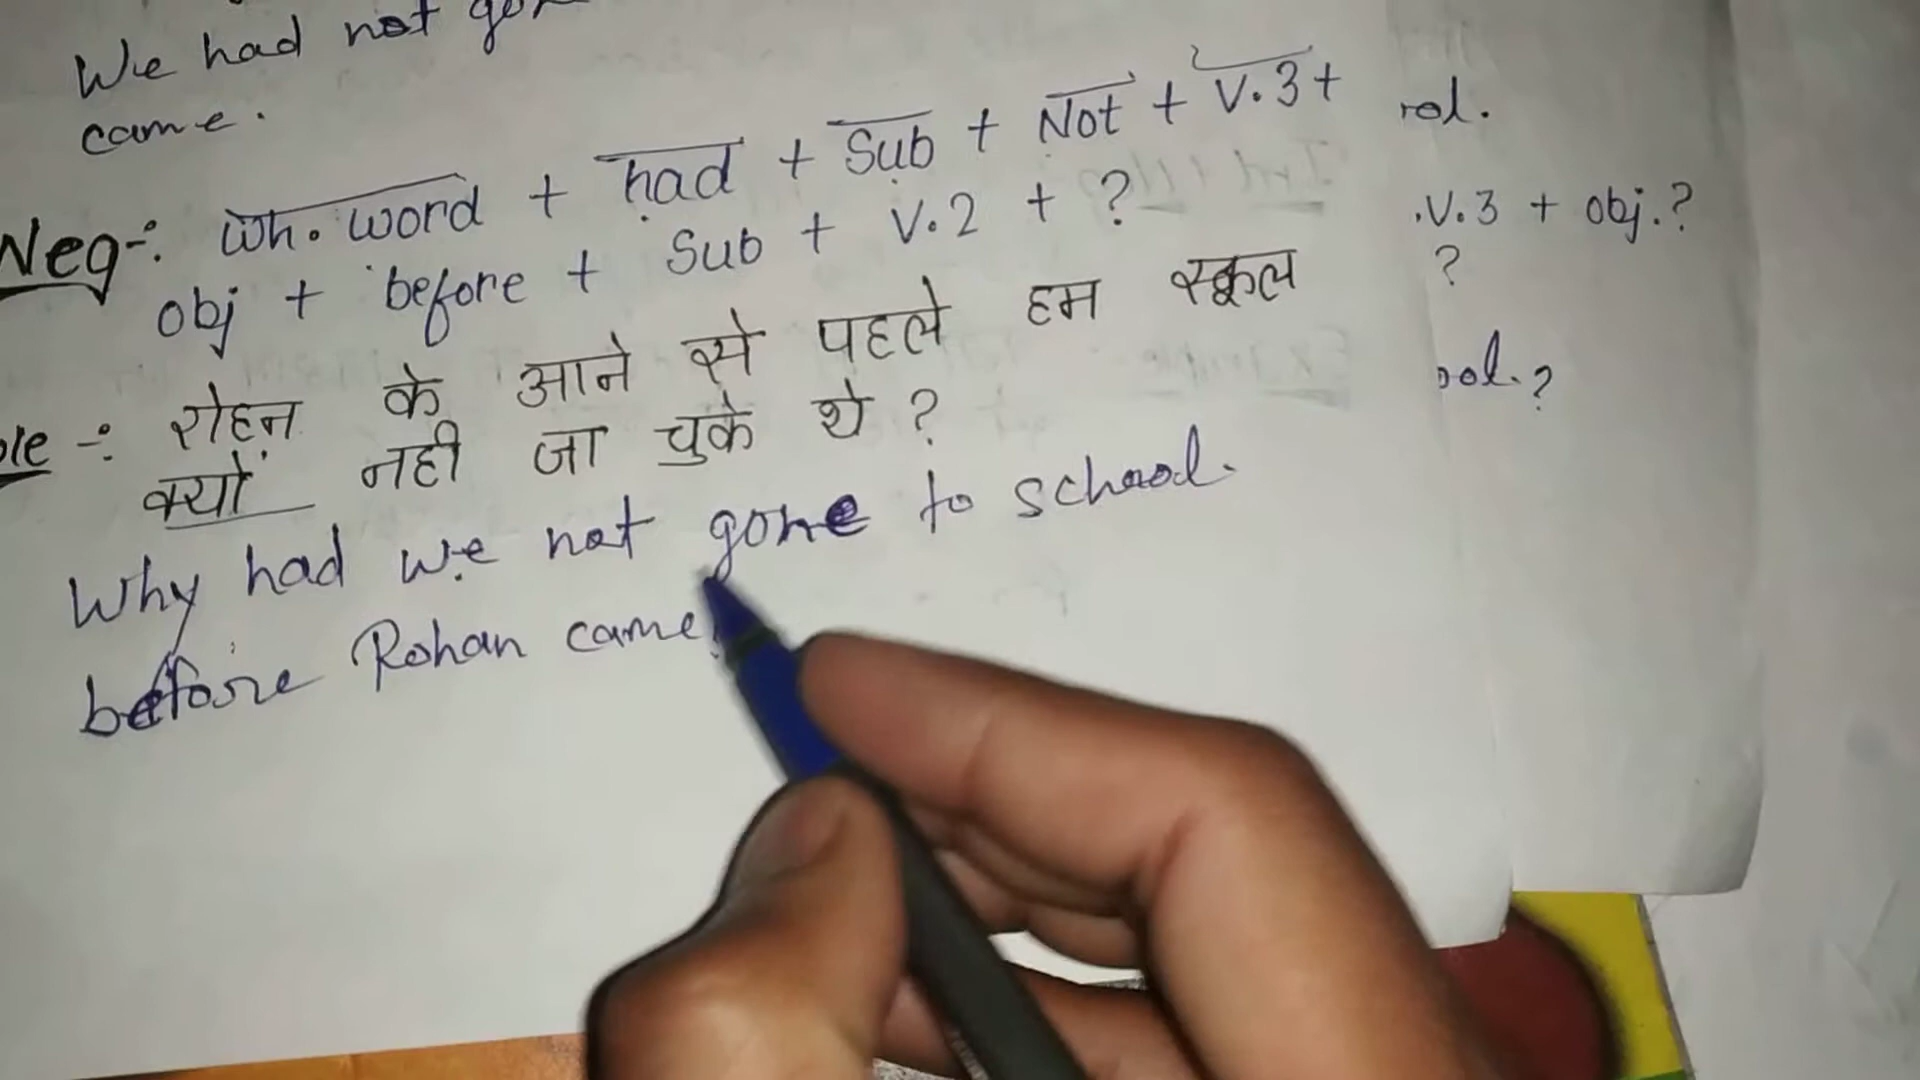 We had not
came.
Neg-: Wh. word + had + Sub + Not + V.3 +
obj + before + Sub + V.2 + ?
रोहन के आने से पहले हम स्कूल
क्यों नही जा चुके थे ?
Why had we not gone to school.
before Rohan came?
.V.3 + obj.?
?